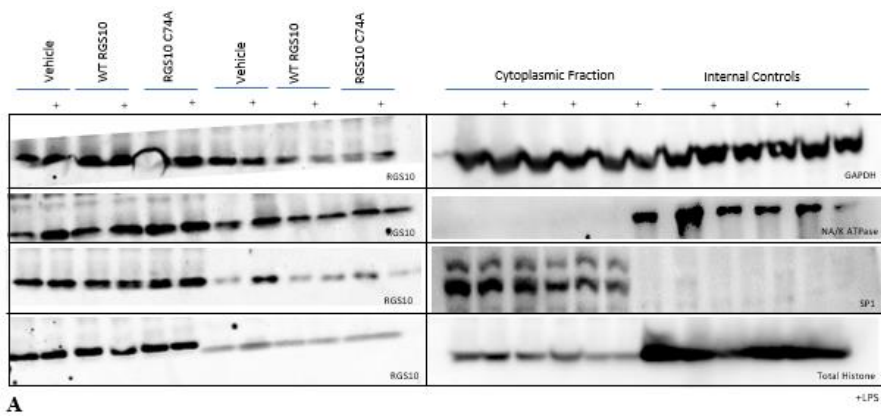 Vehicle
WT RGS10
RGS10 C74A
Vehicle
WT RGS10
RGS10 C74A
Cytoplasmic Fraction
Internal Controls
+ + + + + + + + + + + +
RGS10
GAPDH
RGS10
NA/K ATPase
RGS10
SP1
RGS10
Total Histone
A
+LPS